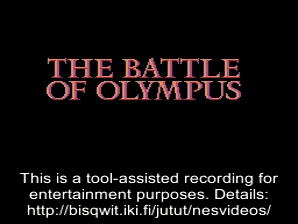 THE BATTLE
OF OLYMPUS
This is a tool-assisted recording for
entertainment purposes. Details:
http://bisqwit.iki.fi/jutut/nesvideos/